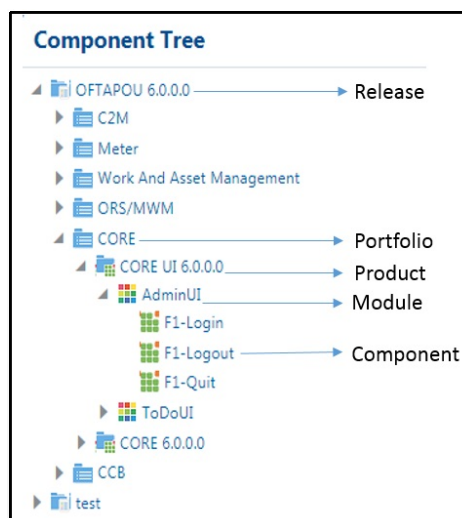 Component Tree
OFTAPOU 6.0.0.0 Release
C2M
Meter
Work And Asset Management
ORS/MWM
CORE Portfolio
CORE UI 6.0.0.0 Product
AdminUI Module
F1-Login
F1-Logout Component
F1-Quit
ToDoUI
CORE 6.0.0.0
CCB
test